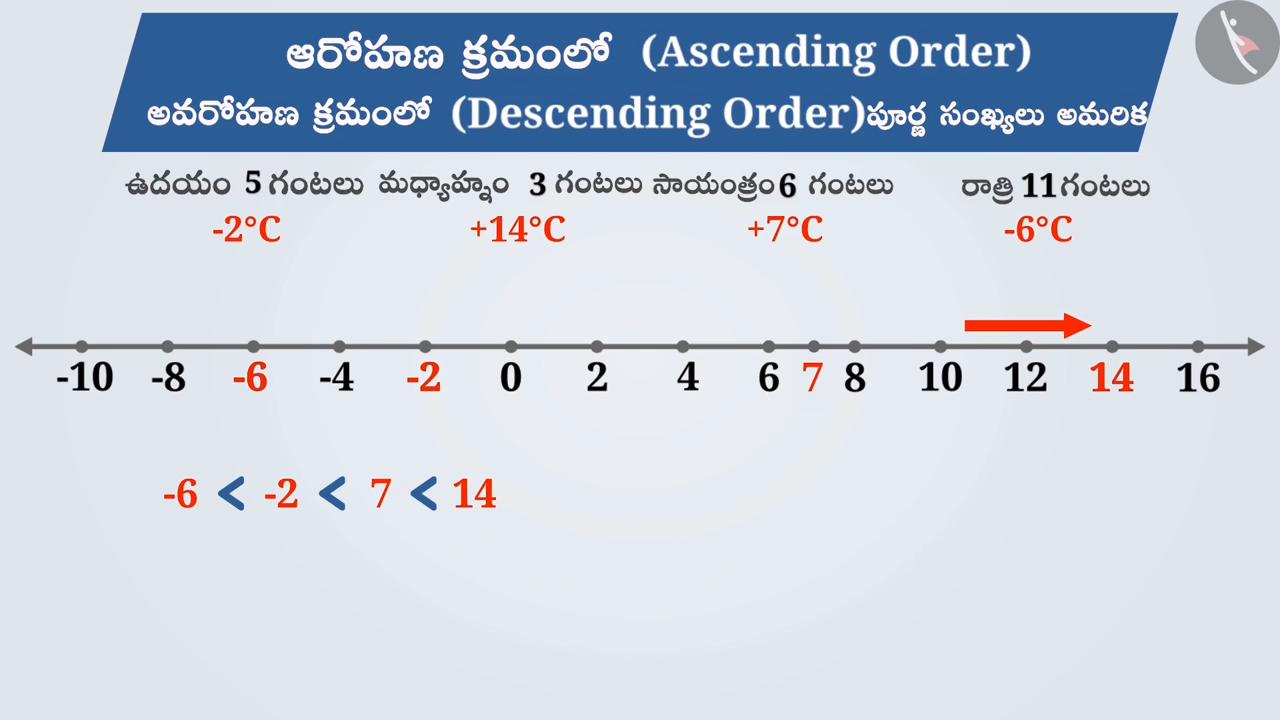 ఆరోహణ క్రమంలో (Ascending Order)
అవరోహణ క్రమంలో (Descending Order)పూర్ణ సంఖ్యలు అమరిక
ఉదయం 5 గంటలు మధ్యాహ్నం 3 గంటలు సాయంత్రం 6 గంటలు రాత్రి 11 గంటలు
-2°C +14°C +7°C -6°C
-10 -8 -6 -4 -2 0 2 4 6 7 8 10 12 14 16
-6 < -2 < 7 < 14